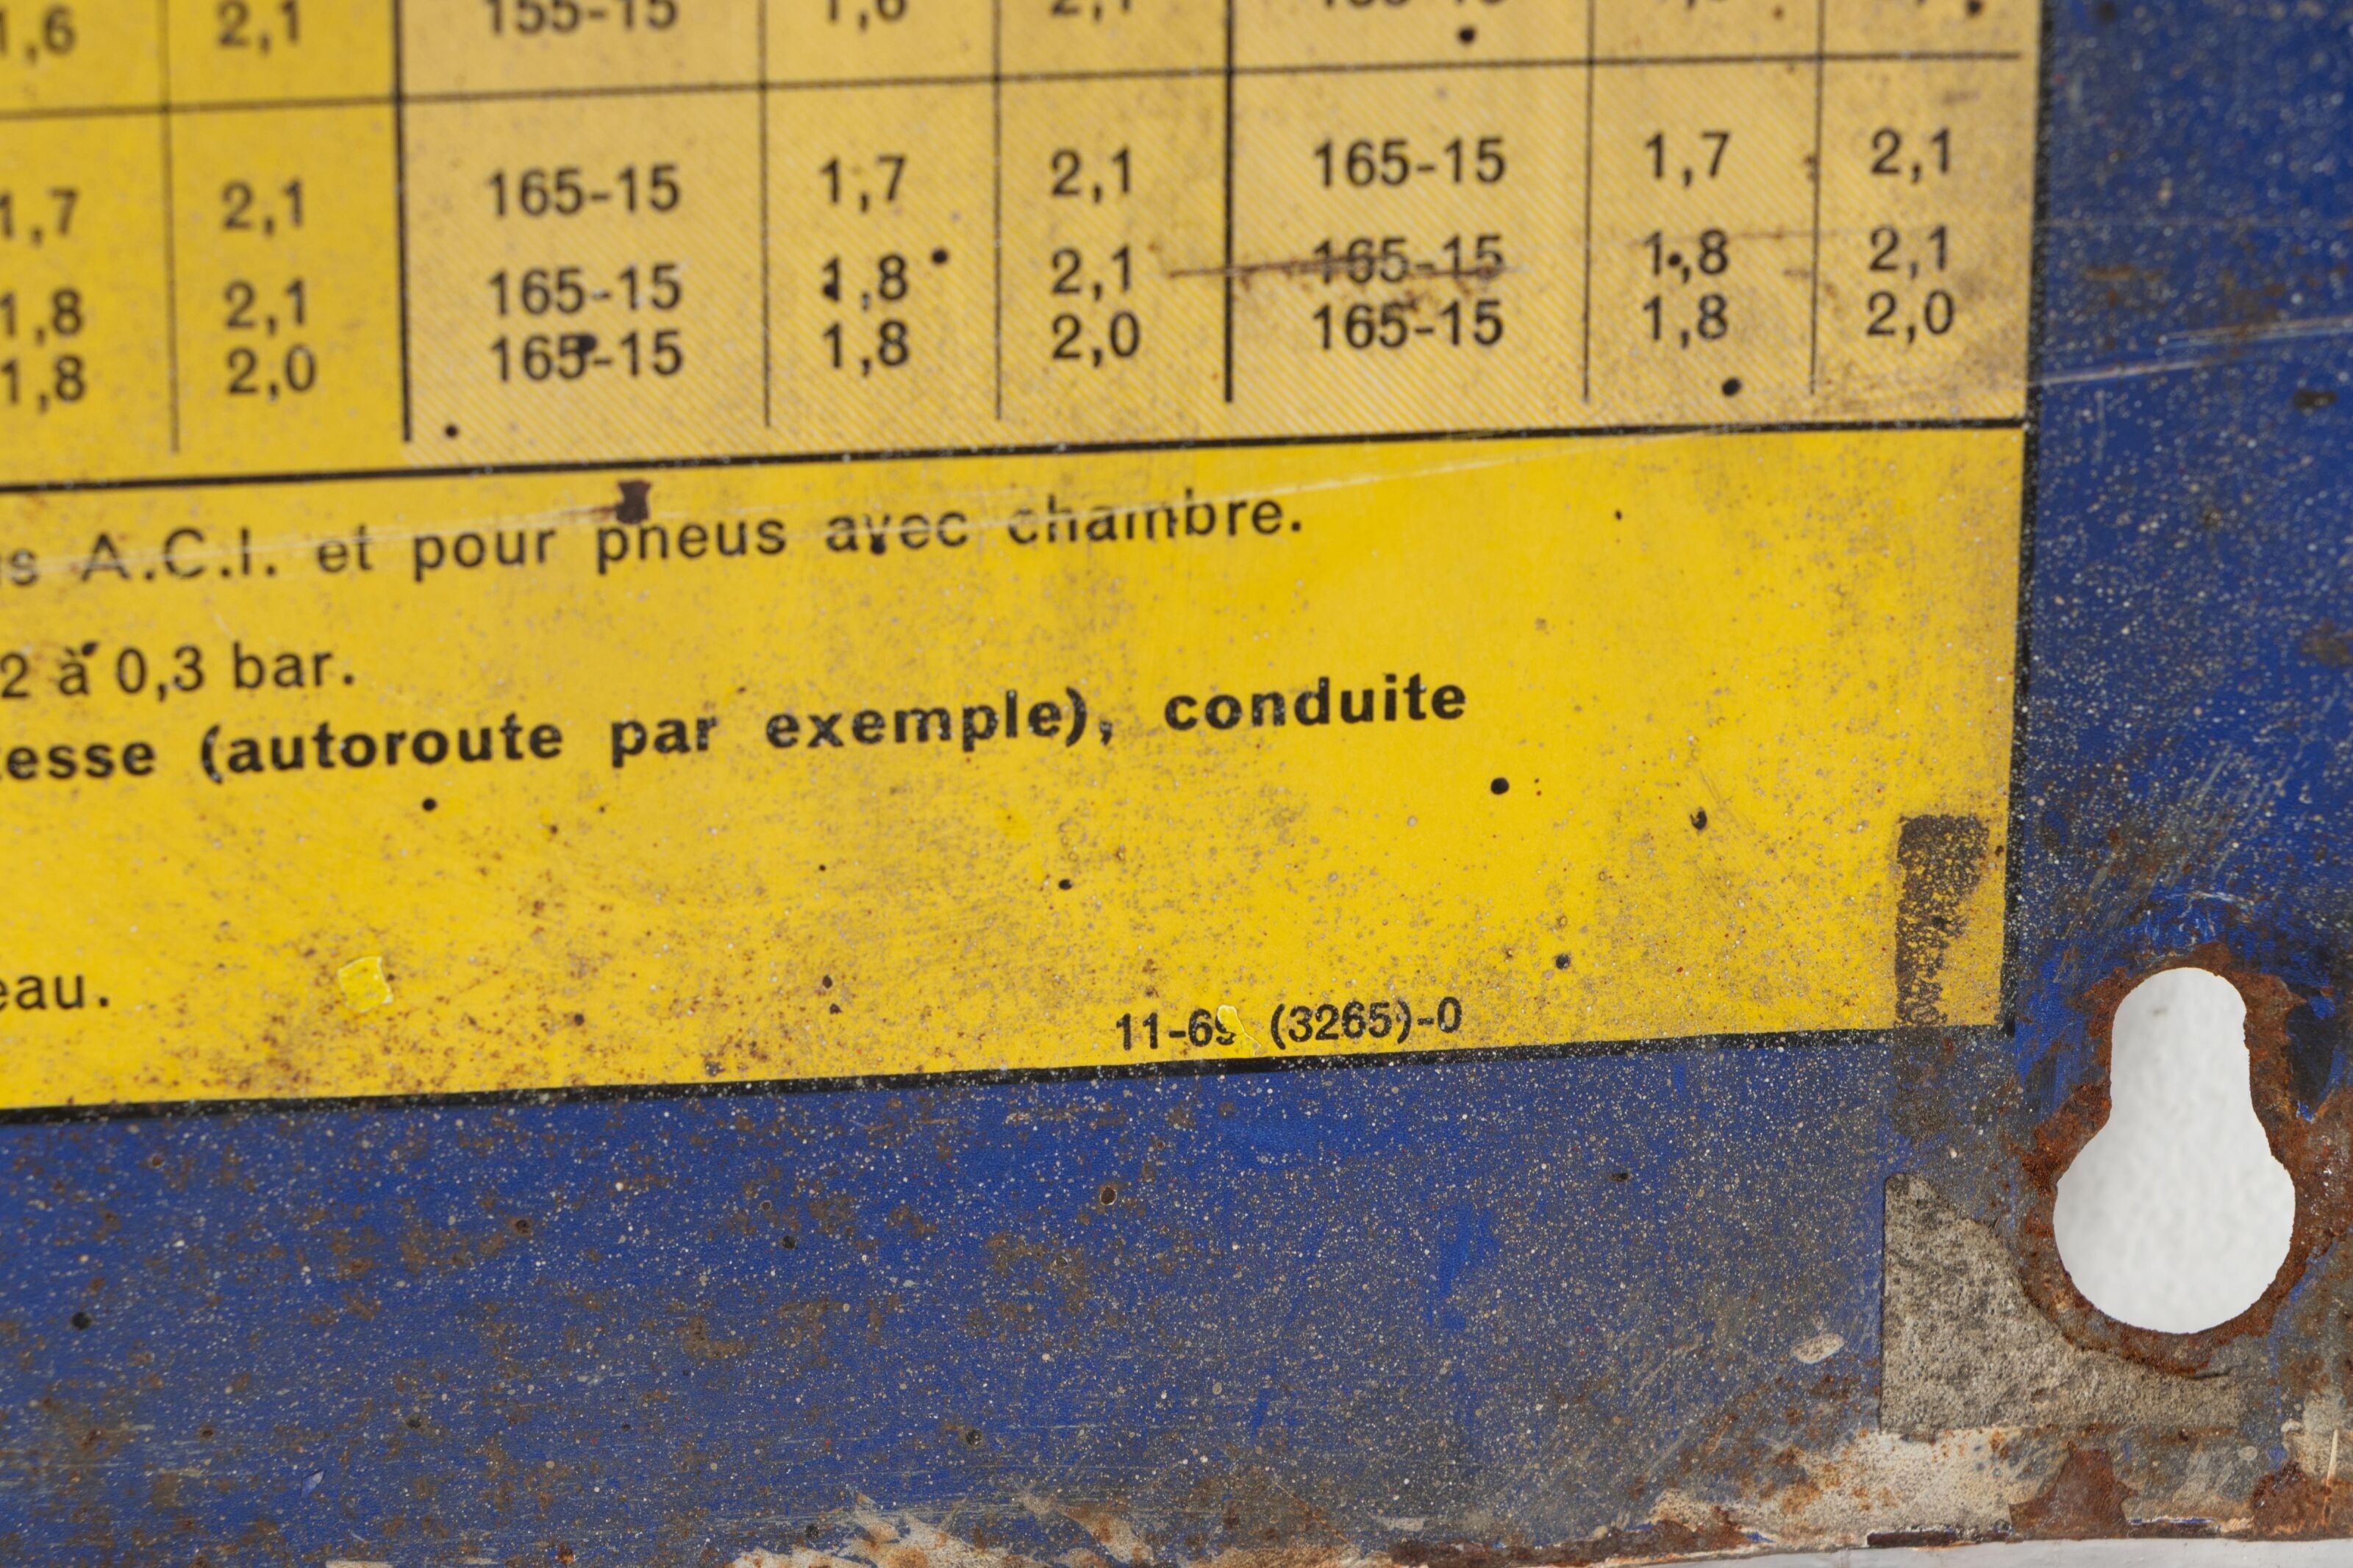 1,6 2,1 155-15 1,6 2,1
1,7 2,1 165-15 1,7 2,1 165-15 1,7 2,1
1,8 2,1 165-15 1,8 2,1 165-15 1,8 2,1
1,8 2,0 165-15 1,8 2,0 165-15 1,8 2,0
A.C.I. et pour pneus avec chambre.
2 à 0,3 bar.
esse (autoroute par exemple), conduite
eau.
11-69 (3265)-0